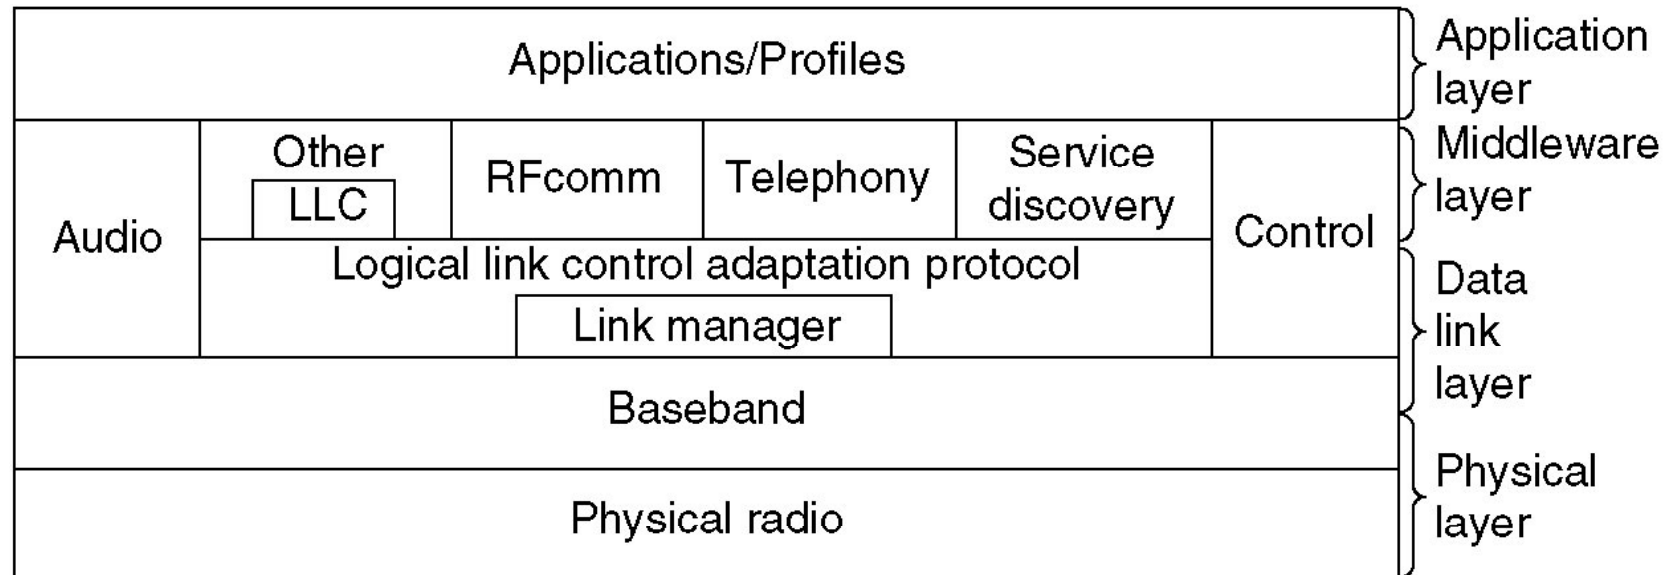 Applications/Profiles
Application
layer
Audio
Other
LLC
RFcomm
Telephony
Service
discovery
Control
Middleware
layer
Logical link control adaptation protocol
Link manager
Data
link
layer
Baseband
Physical radio
Physical
layer